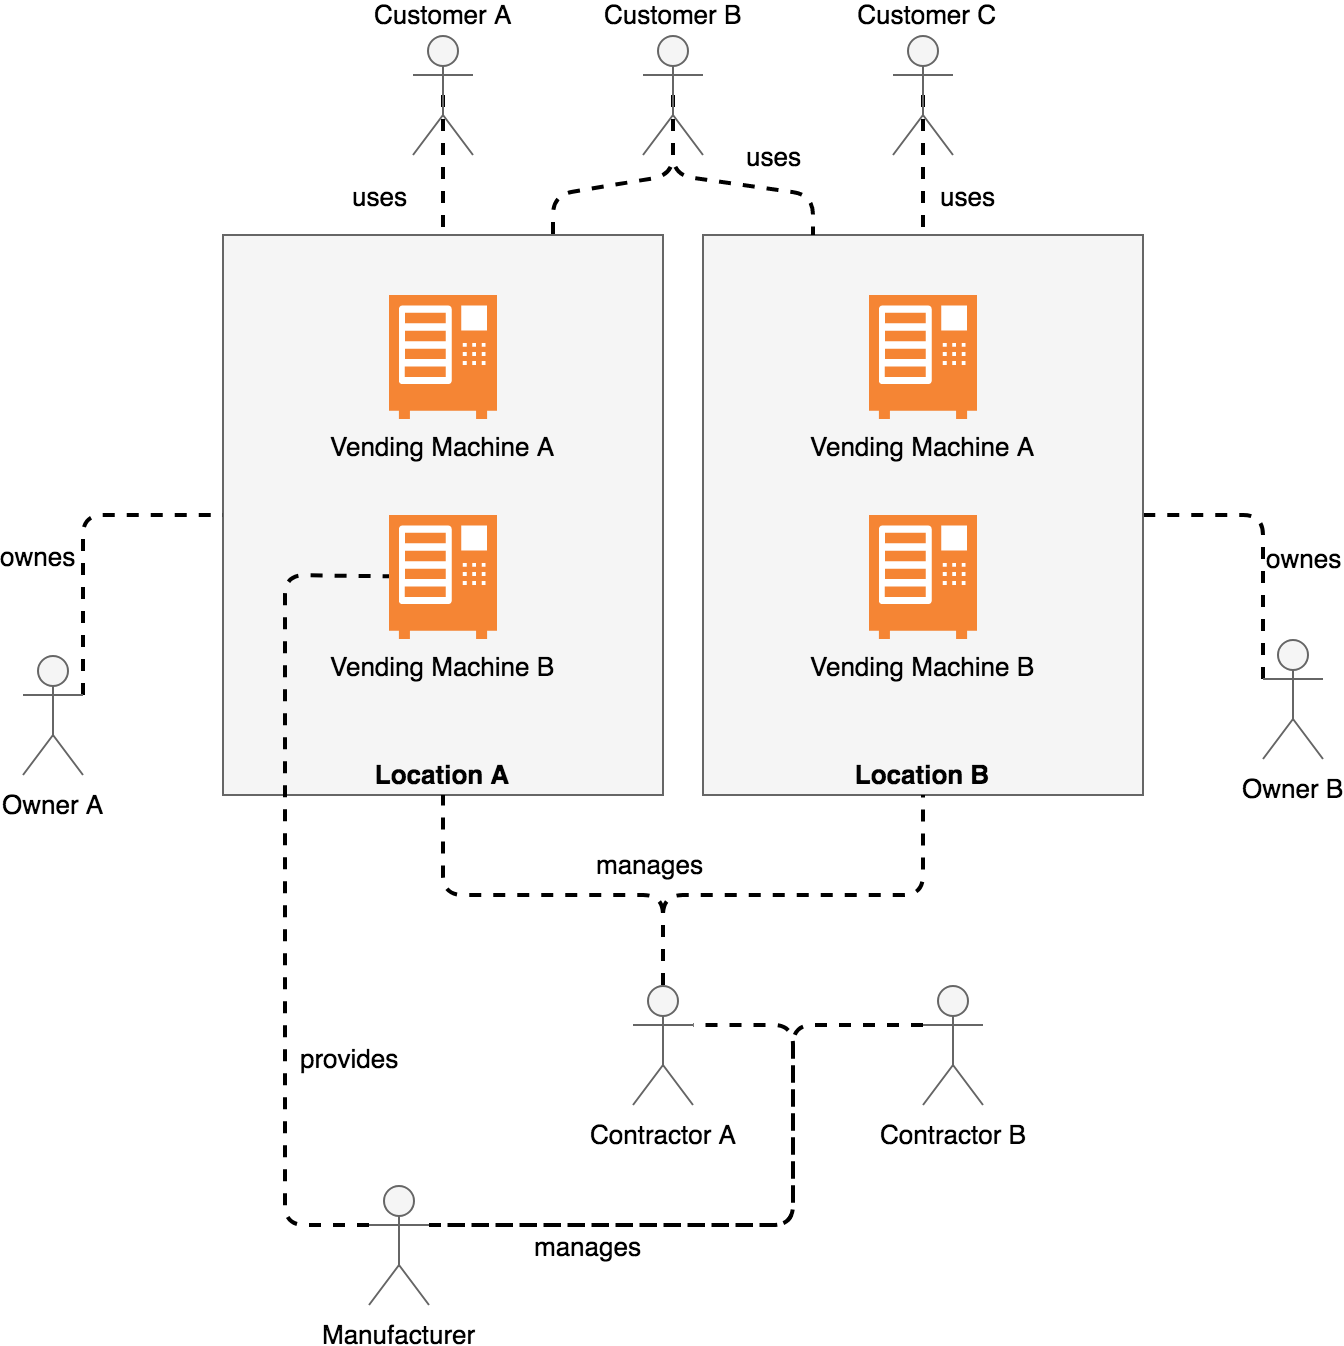 Customer A
Customer B
Customer C
uses
uses
uses
Vending Machine A
Vending Machine A
ownes
ownes
Vending Machine B
Vending Machine B
Location A
Location B
Owner A
Owner B
manages
provides
Contractor A
Contractor B
manages
Manufacturer